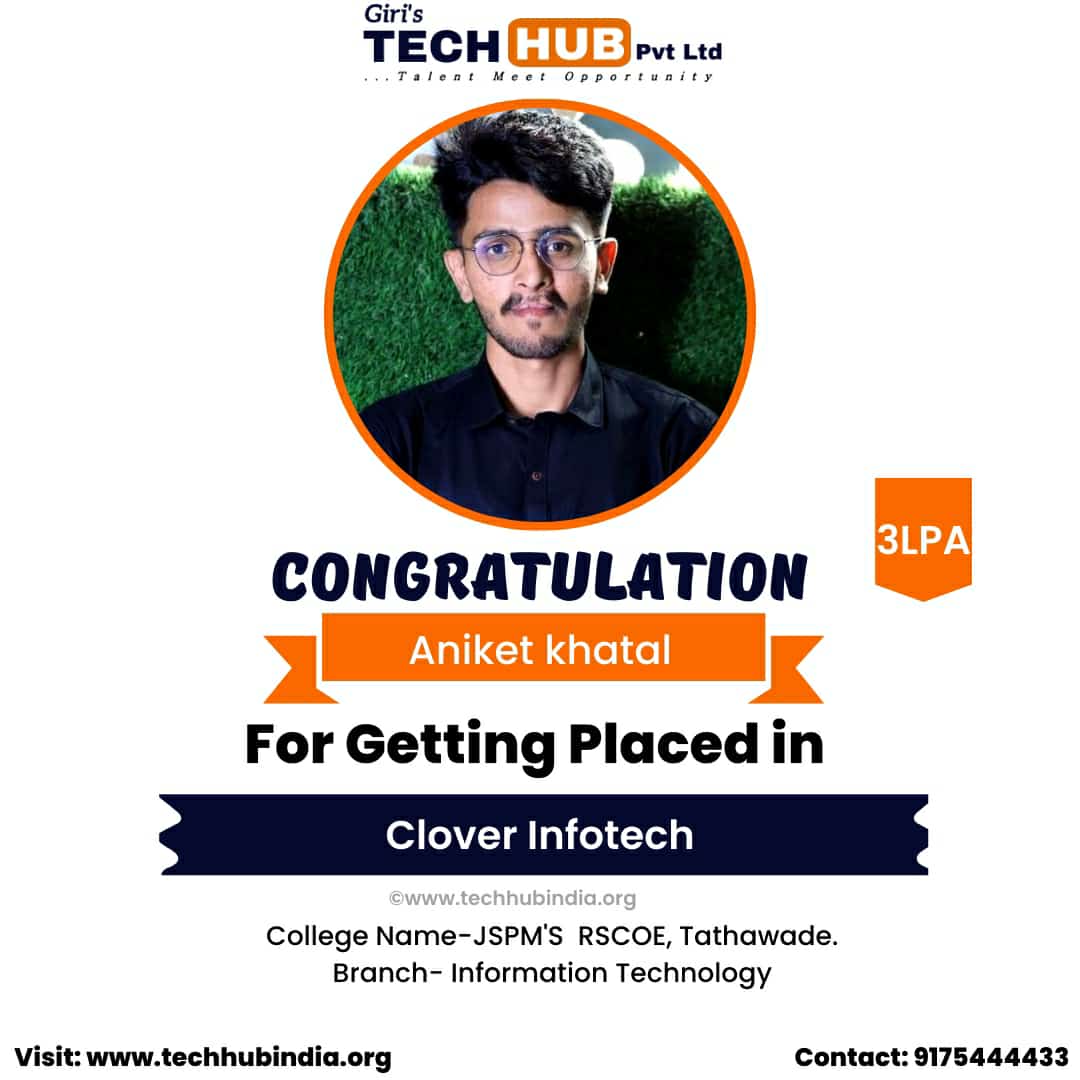 Giri's
TECH HUB Pvt Ltd
...Talent Meet Opportunity
3LPA
CONGRATULATION
Aniket khatal
For Getting Placed in
Clover Infotech
©www.techhubindia.org
College Name-JSPM'S  RSCOE, Tathawade.
Branch- Information Technology
Visit: www.techhubindia.org
Contact: 9175444433